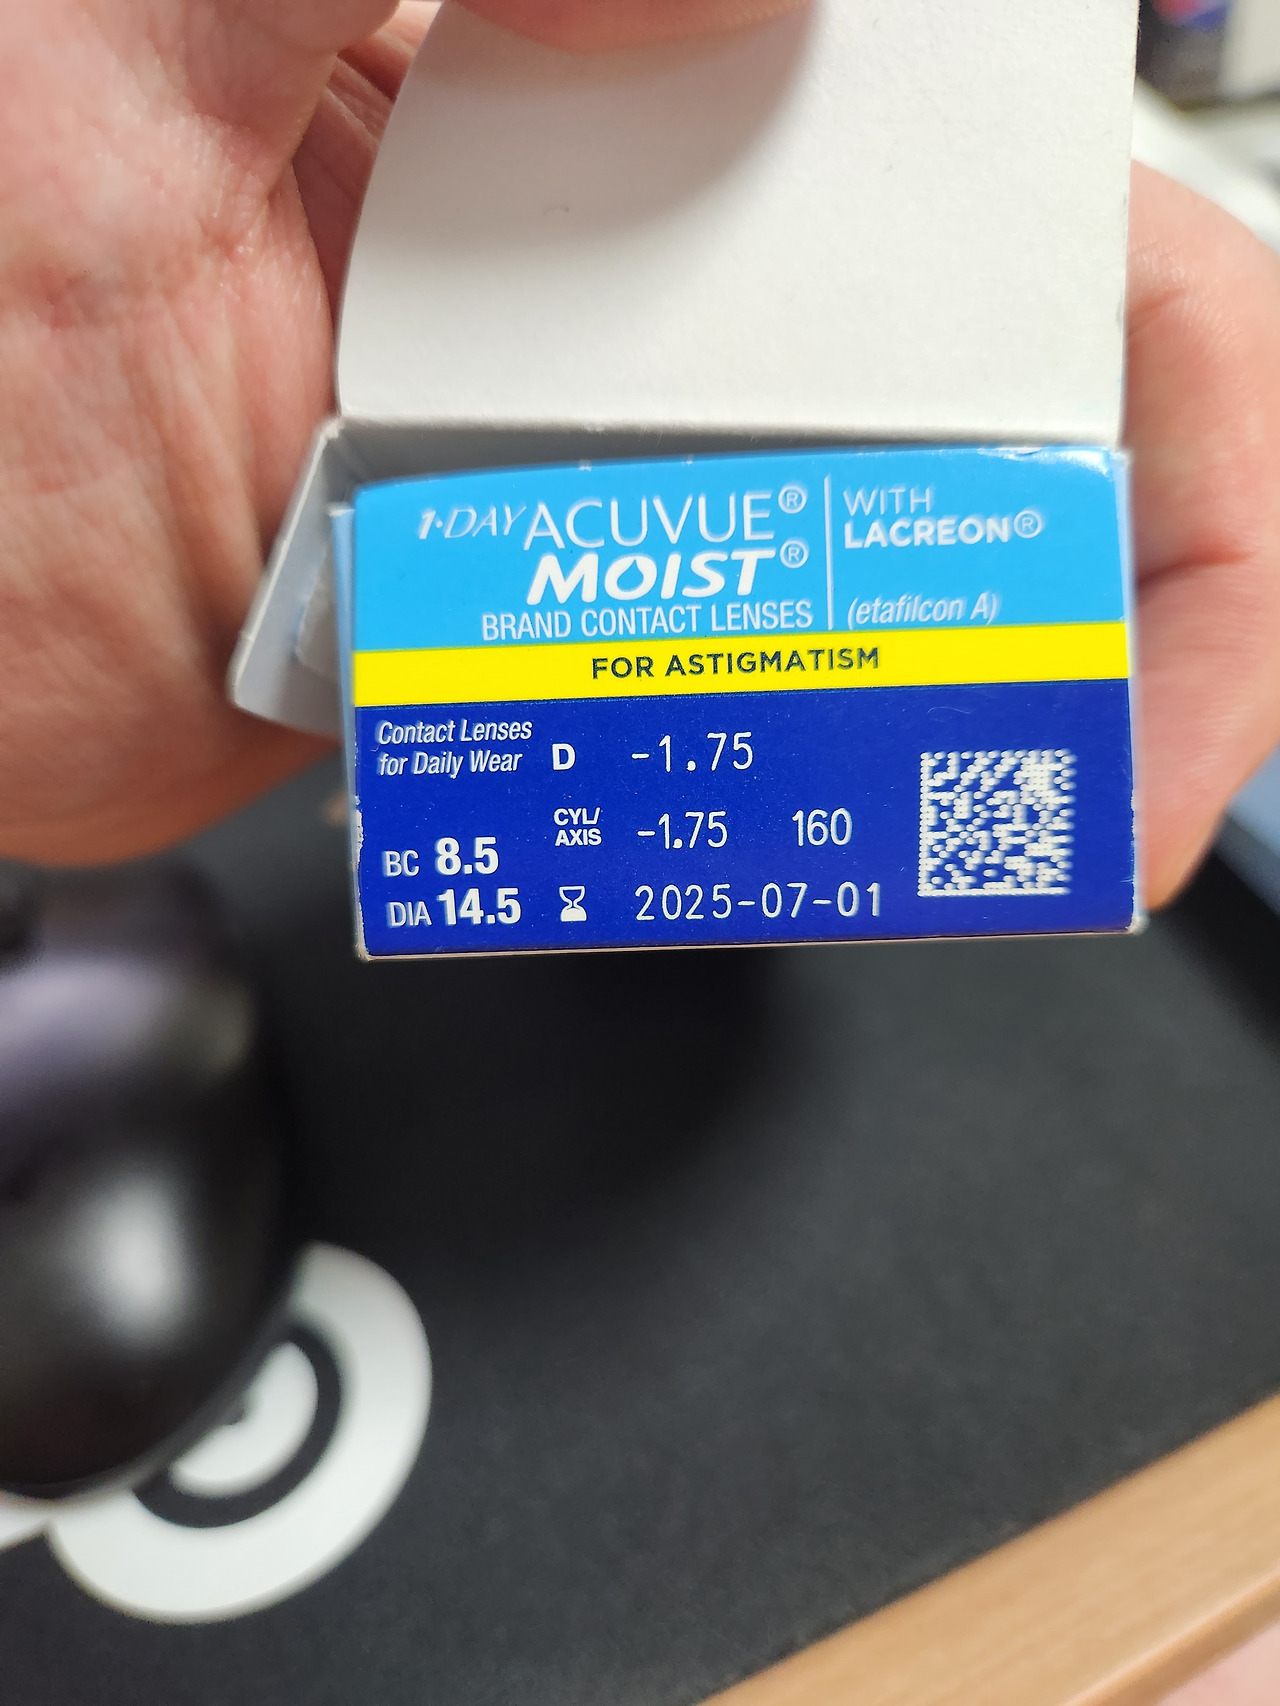 1·DAY ACUVUE®
MOIST®
BRAND CONTACT LENSES
WITH
LACREON®
(etafilcon A)
FOR ASTIGMATISM
Contact Lenses
for Daily Wear
D -1.75
CYL/
AXIS -1.75 160
BC 8.5
DIA 14.5
2025-07-01